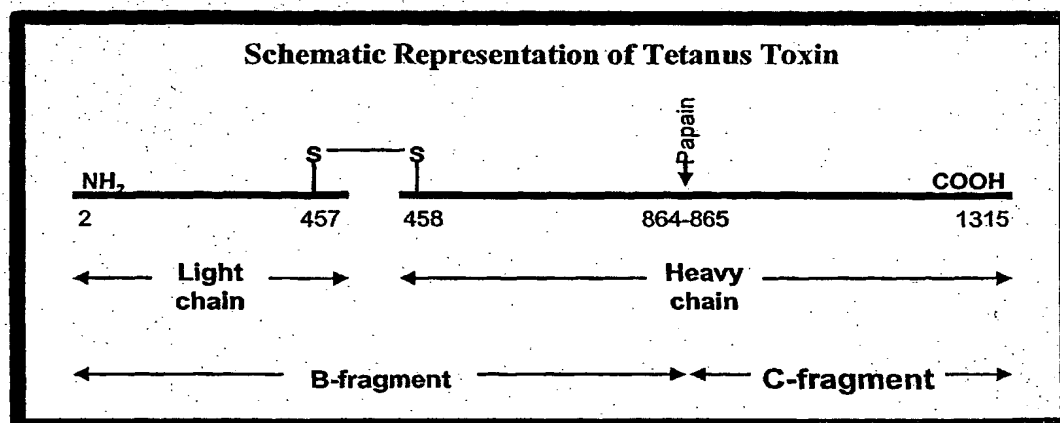 Schematic Representation of Tetanus Toxin
Papain
S S
NH2 COOH
2 457 458 864-865 1315
Light chain
Heavy chain
B-fragment C-fragment